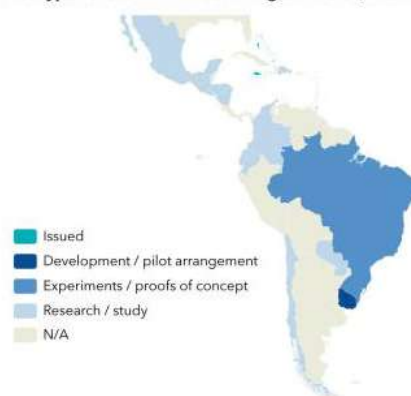 Issued
Development / pilot arrangement
Experiments / proofs of concept
Research / study
N/A